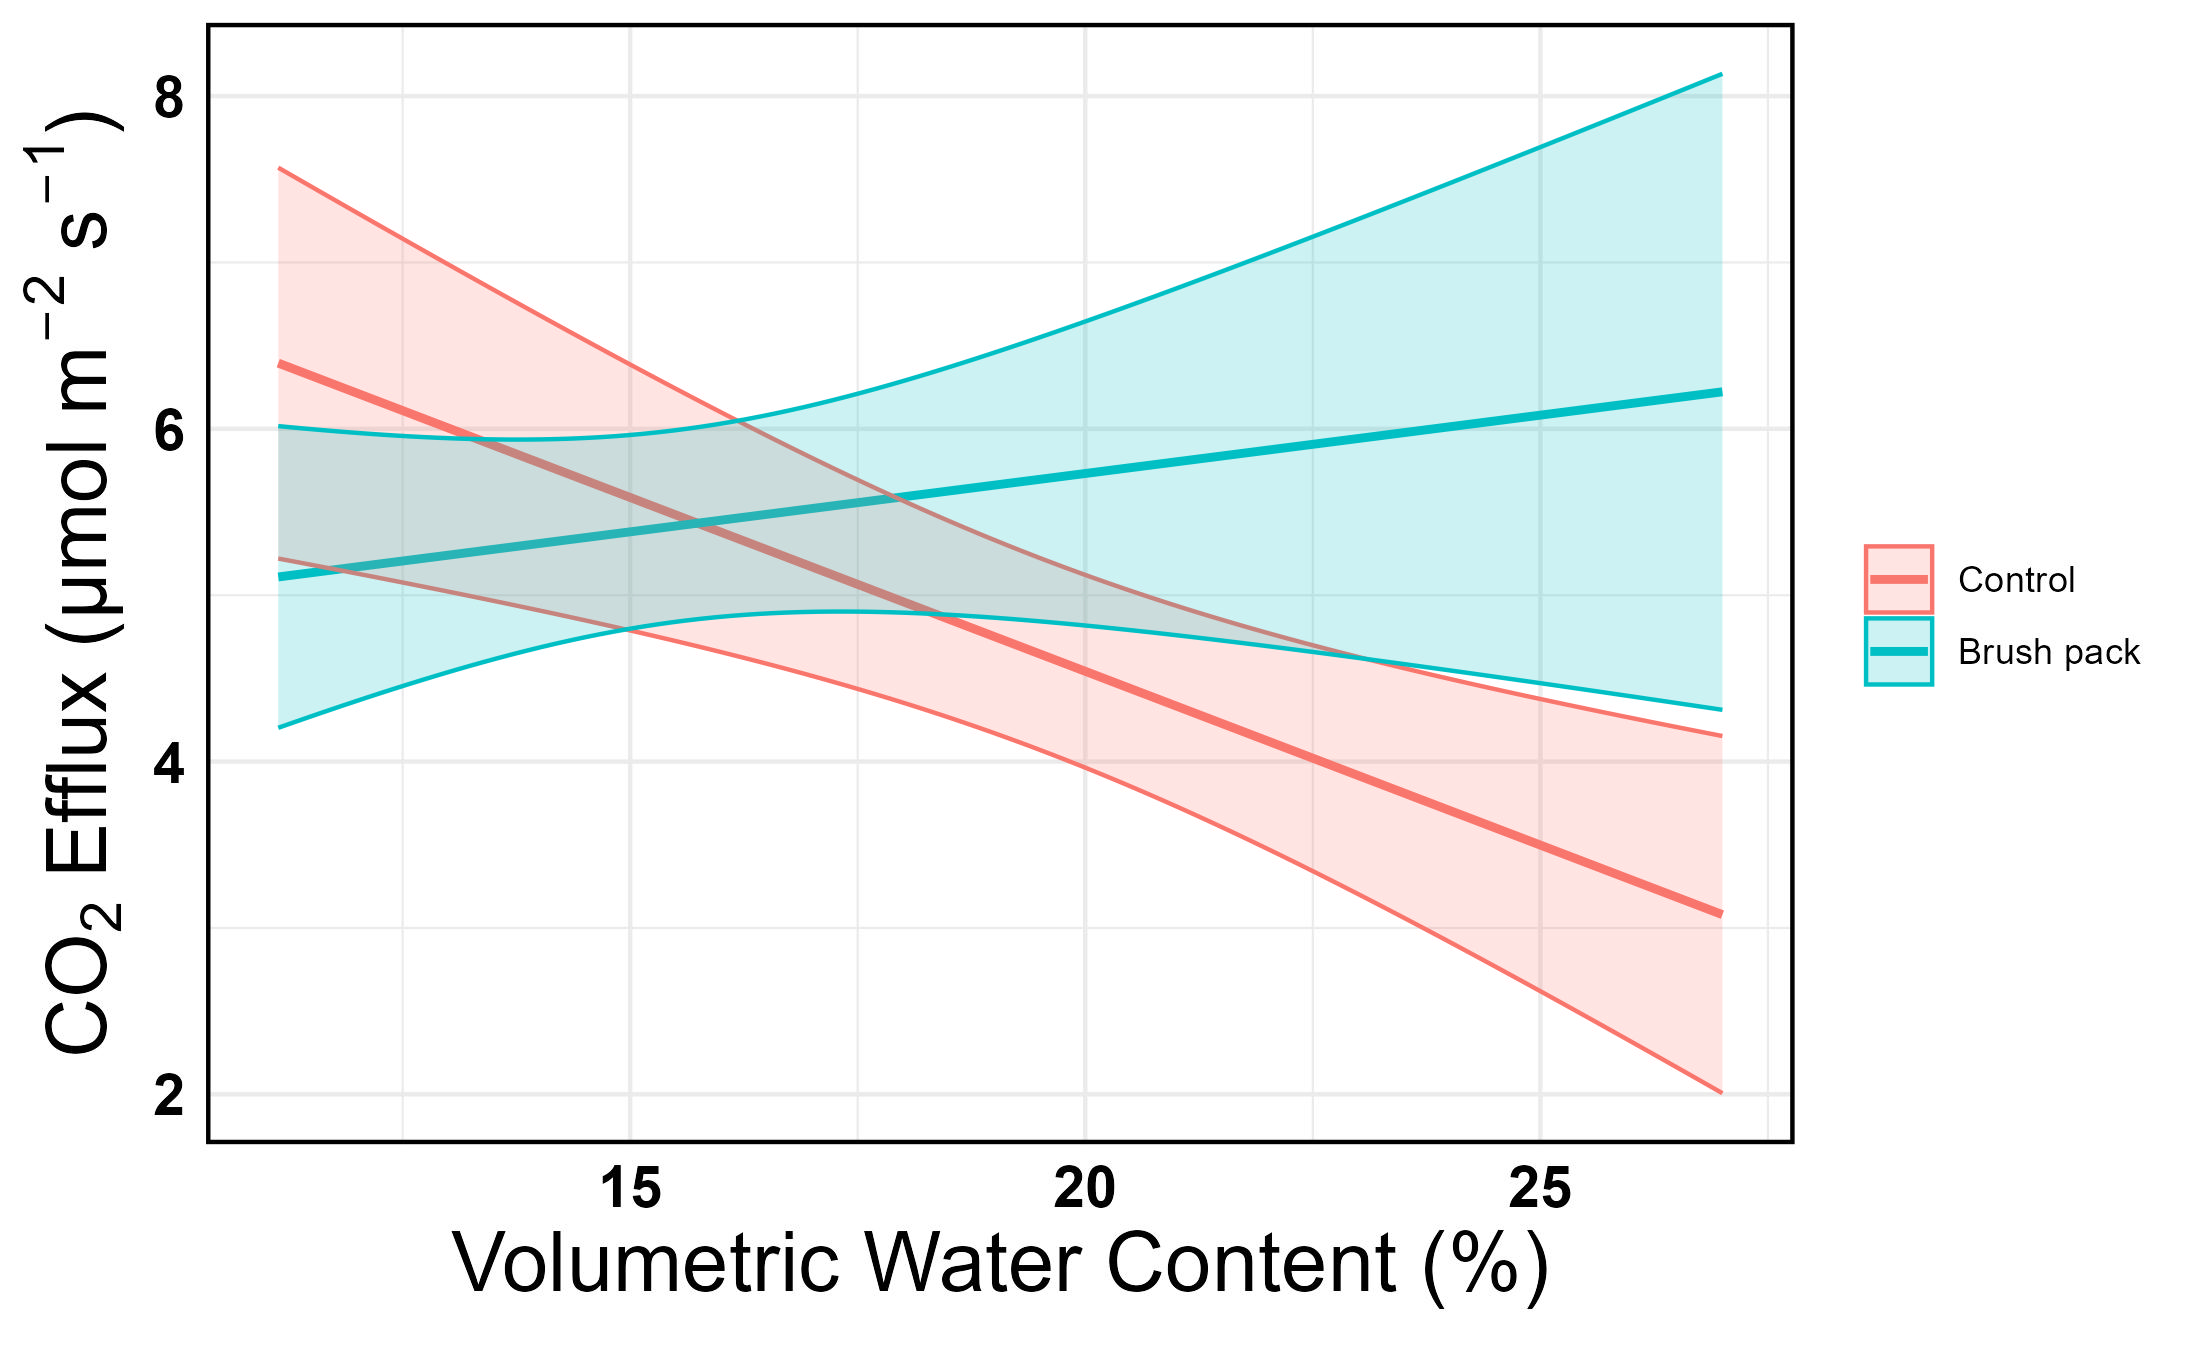 CO₂ Efflux (μmol m⁻² s⁻¹)
8
6
4
2
15 20 25
Volumetric Water Content (%)
Control
Brush pack